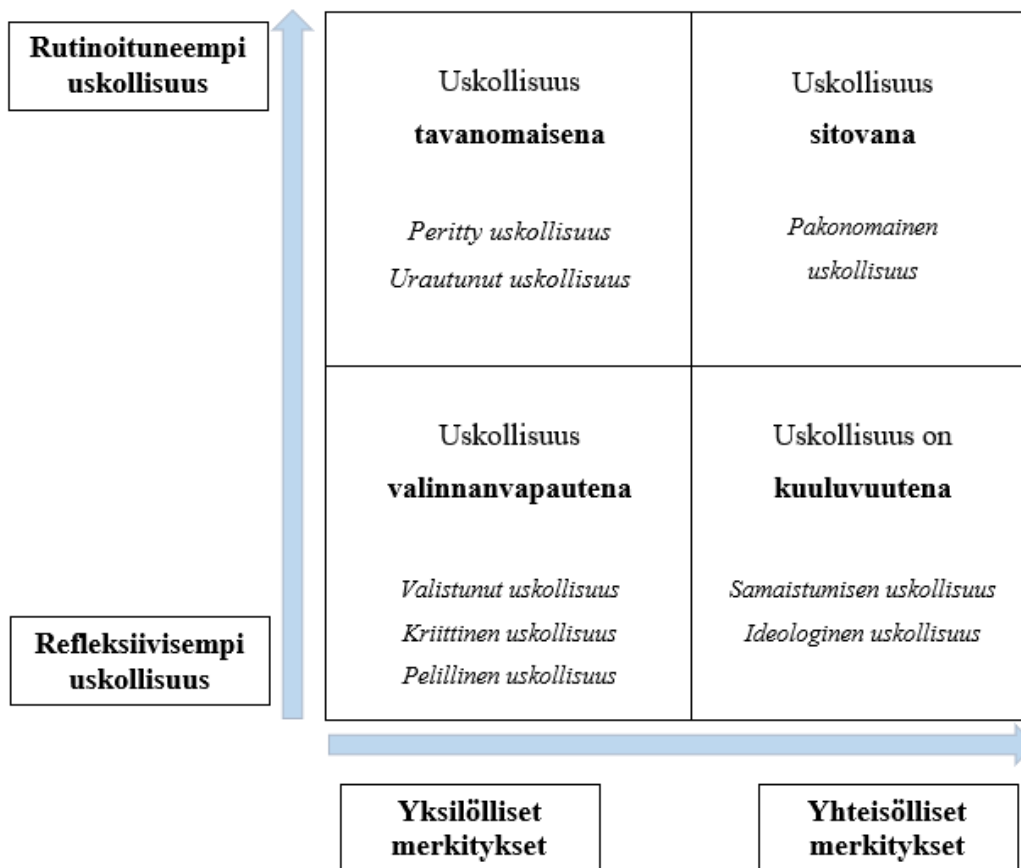 Rutinoituneempi
uskollisuus
Uskollisuus
tavanomaisena
Peritty uskollisuus
Urautunut uskollisuus
Uskollisuus
sitovana
Pakonomainen
uskollisuus
Uskollisuus
valinnanvapautena
Valistunut uskollisuus
Kriittinen uskollisuus
Pelillinen uskollisuus
Uskollisuus on
kuuluvuutena
Samaistumisen uskollisuus
Ideologinen uskollisuus
Refleksiivisempi
uskollisuus
Yksilölliset
merkitykset
Yhteisölliset
merkitykset